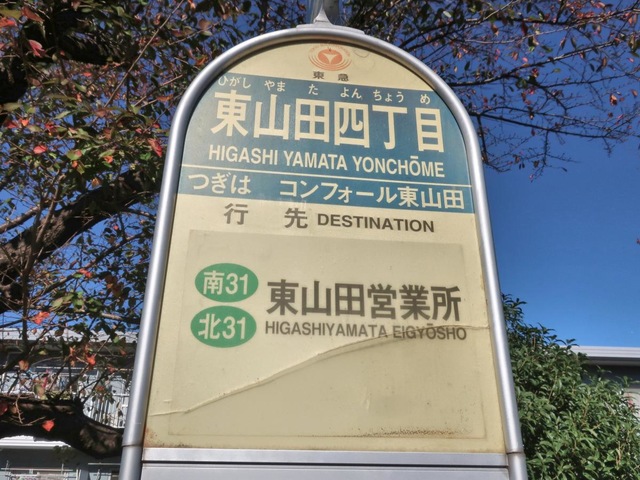 東急
ひがし やま た よん ちょう め
東山田四丁目
HIGASHI YAMATA YONCHŌME
つぎは コンフォール東山田
行先 DESTINATION
南31
北31
東山田営業所
HIGASHIYAMATA EIGYŌSHO